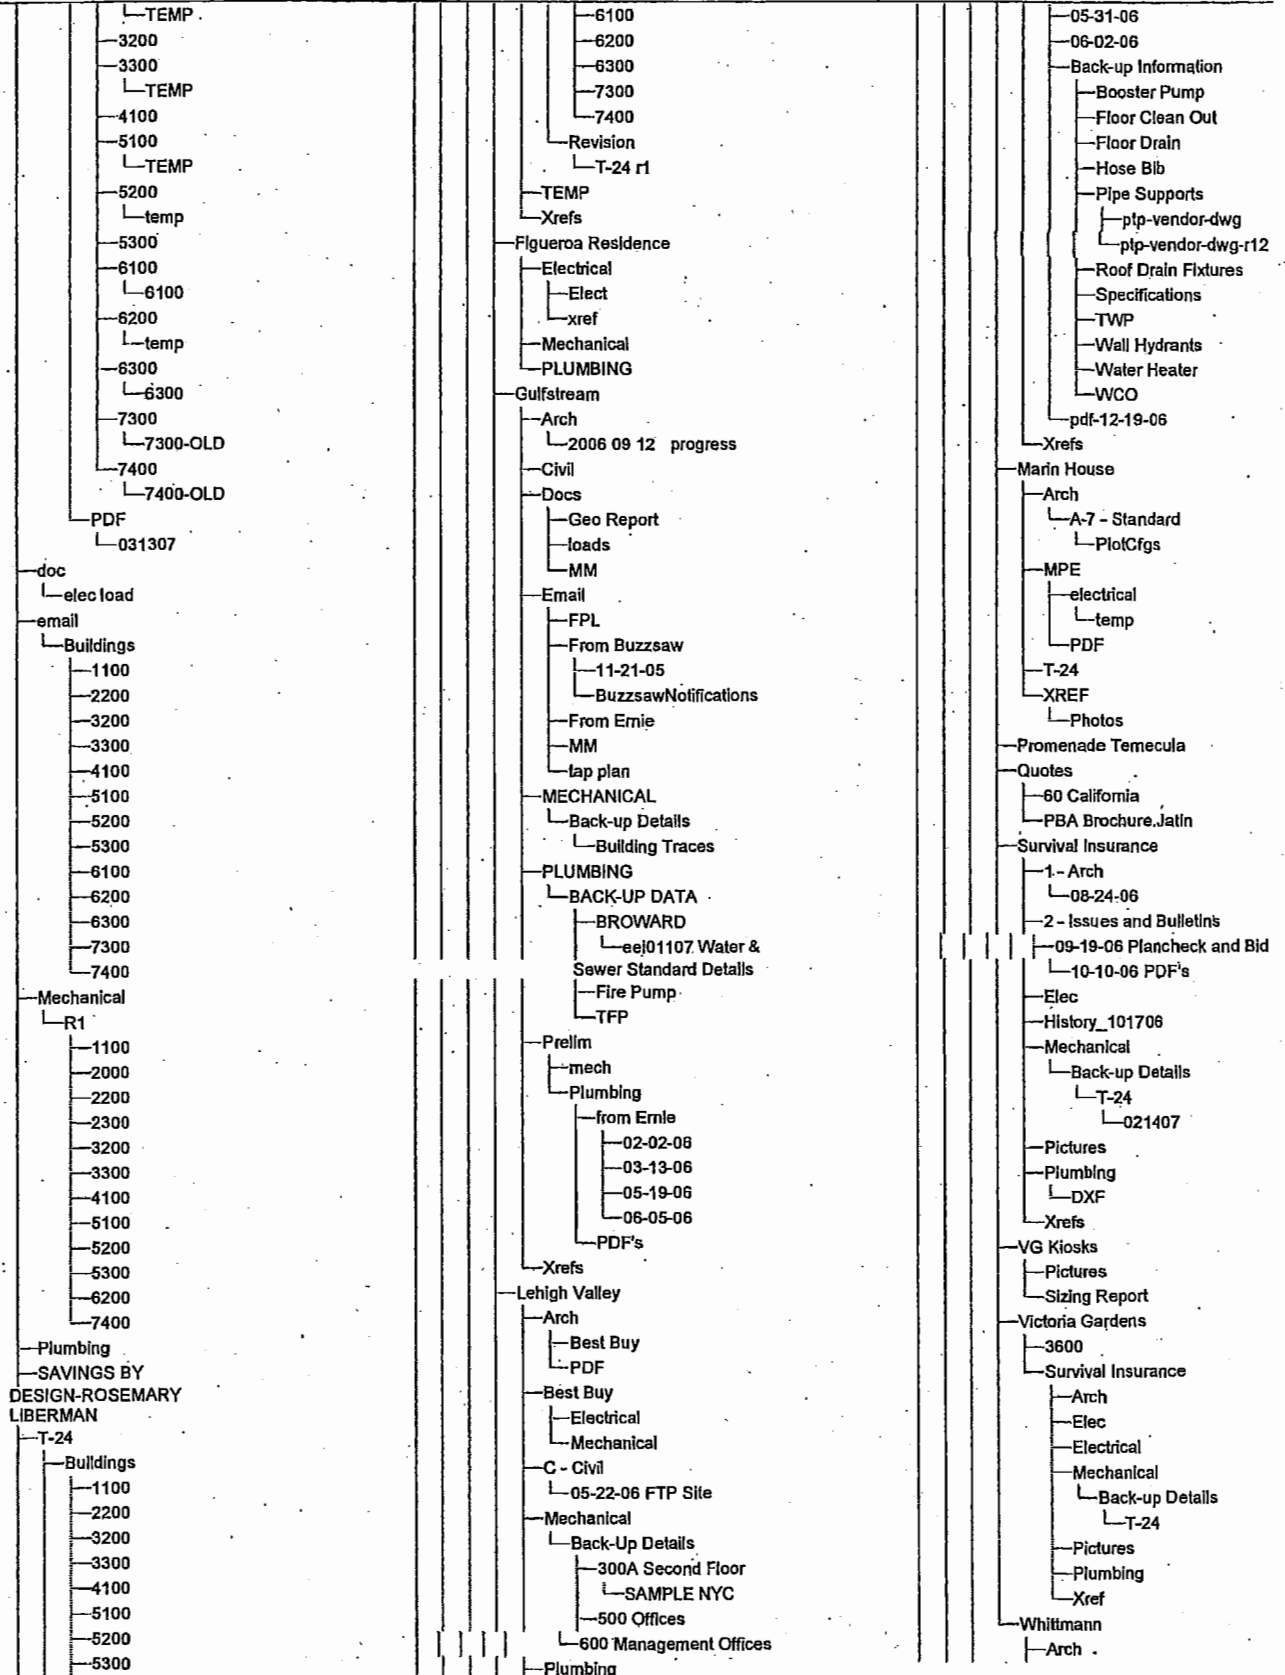 TEMP
3200
3300
TEMP
4100
5100
TEMP
5200
temp
5300
6100
6100
6200
temp
6300
6300
7300
7300-OLD
7400
7400-OLD
PDF
031307
doc
elec load
email
Buildings
1100
2200
3200
3300
4100
5100
5200
5300
6100
6200
6300
7300
7400
Mechanical
R1
1100
2000
2200
2300
3200
3300
4100
5100
5200
5300
6200
7400
Plumbing
SAVINGS BY
DESIGN-ROSEMARY
LIBERMAN
T-24
Buildings
1100
2200
3200
3300
4100
5100
5200
5300
6100
6200
6300
7300
7400
Revision
T-24 r1
TEMP
Xrefs
Figueroa Residence
Electrical
Elect
xref
Mechanical
PLUMBING
Gulfstream
Arch
2006 09 12 progress
Civil
Docs
Geo Report
loads
MM
Email
FPL
From Buzzsaw
11-21-05
BuzzsawNotifications
From Ernie
MM
tap plan
MECHANICAL
Back-up Details
Building Traces
PLUMBING
BACK-UP DATA
BROWARD
eej01107 Water &
Sewer Standard Details
Fire Pump
TFP
Prelim
mech
Plumbing
from Ernie
02-02-06
03-13-06
05-19-06
06-05-06
PDF's
Xrefs
Lehigh Valley
Arch
Best Buy
PDF
Best Buy
Electrical
Mechanical
C - Civil
05-22-06 FTP Site
Mechanical
Back-Up Details
300A Second Floor
SAMPLE NYC
500 Offices
600 Management Offices
Plumbing
05-31-06
06-02-06
Back-up Information
Booster Pump
Floor Clean Out
Floor Drain
Hose Bib
Pipe Supports
ptp-vendor-dwg
ptp-vendor-dwg-r12
Roof Drain Fixtures
Specifications
TWP
Wall Hydrants
Water Heater
WCO
pdf-12-19-06
Xrefs
Marin House
Arch
A-7 - Standard
PlotCfgs
MPE
electrical
temp
PDF
T-24
XREF
Photos
Promenade Temecula
Quotes
60 California
PBA Brochure.Jatin
Survival Insurance
1 - Arch
08-24-06
2 - Issues and Bulletins
09-19-06 Plancheck and Bid
10-10-06 PDF's
Elec
History_101706
Mechanical
Back-up Details
T-24
021407
Pictures
Plumbing
DXF
Xrefs
VG Kiosks
Pictures
Sizing Report
Victoria Gardens
3600
Survival Insurance
Arch
Elec
Electrical
Mechanical
Back-up Details
T-24
Pictures
Plumbing
Xref
Whittmann
Arch